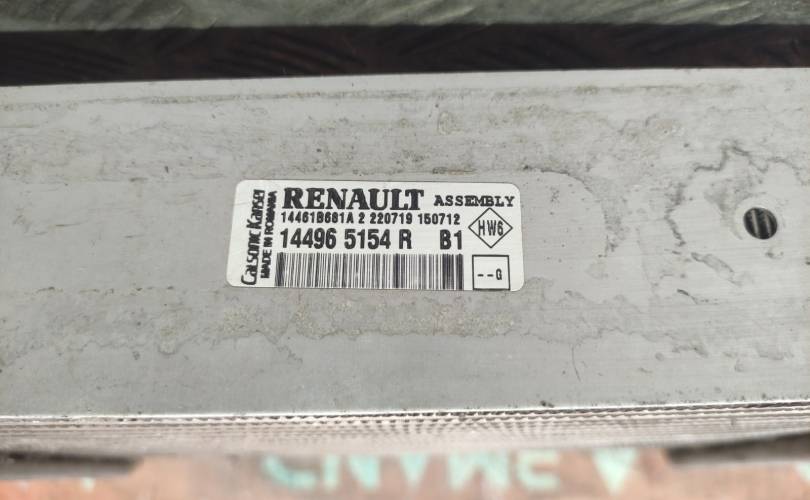 Calsonic Kansei
MADE IN ROMANIA
RENAULT ASSEMBLY
14461B681A 2 220719 150712
14496 5154 R B1
HW6
--G